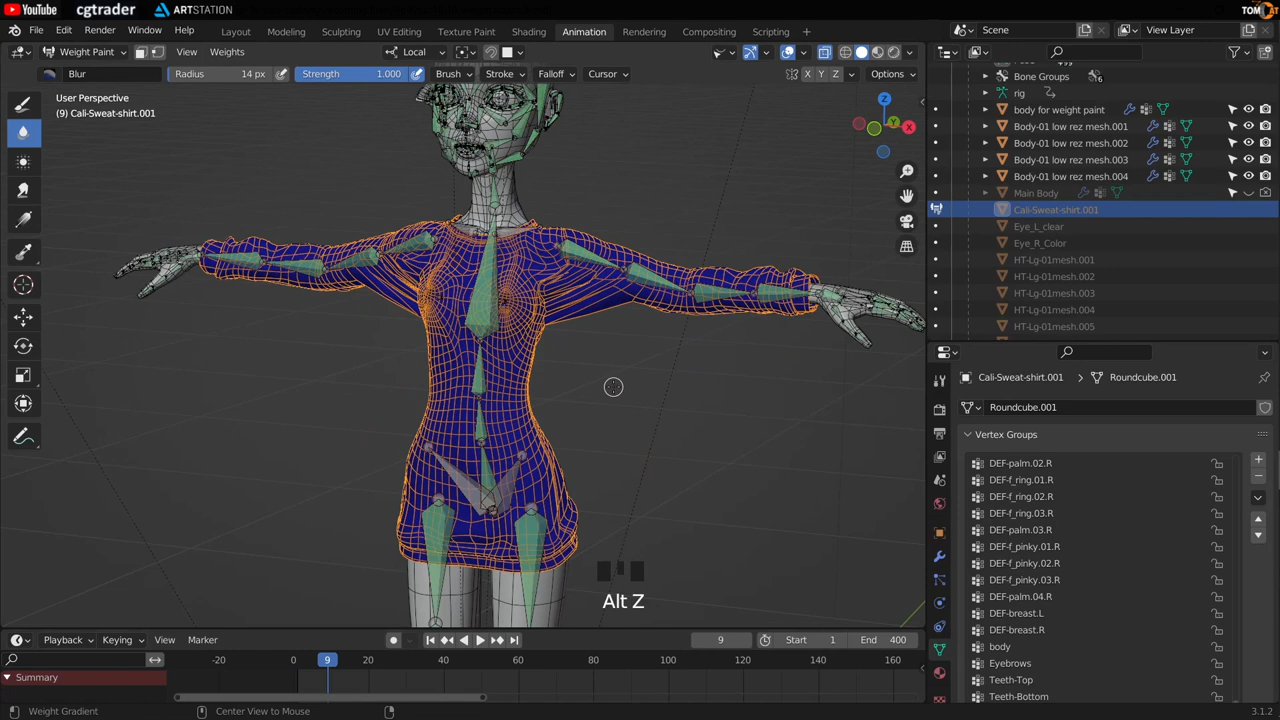 YouTube cgtrader ARTSTATION TOMCAT
File Edit Render Window Help Layout Modeling Sculpting UV Editing Texture Paint Shading Animation Rendering Compositing Scripting Scene View Layer
Weight Paint View Weights Local
Blur Radius 14 px Strength 1.000 Brush Stroke Falloff Cursor X Y Z Options
User Perspective
(9) Cali-Sweat-shirt.001
Z
Y
X
Alt Z
Bone Groups 6
rig
body for weight paint
Body-01 low rez mesh.001
Body-01 low rez mesh.002
Body-01 low rez mesh.003
Body-01 low rez mesh.004
Main Body
Cali-Sweat-shirt.001
Eye_L_clear
Eye_R_Color
HT-Lg-01mesh.001
HT-Lg-01mesh.002
HT-Lg-01mesh.003
HT-Lg-01mesh.004
HT-Lg-01mesh.005
Cali-Sweat-shirt.001 > Roundcube.001
Roundcube.001
Vertex Groups
DEF-palm.02.R
DEF-f_ring.01.R
DEF-f_ring.02.R
DEF-f_ring.03.R
DEF-palm.03.R
DEF-f_pinky.01.R
DEF-f_pinky.02.R
DEF-f_pinky.03.R
DEF-palm.04.R
DEF-breast.L
DEF-breast.R
body
Eyebrows
Teeth-Top
Teeth-Bottom
Playback Keying View Marker 9 Start 1 End 400
-20 0 9 20 40 60 80 100 120 140 160
Summary
Weight Gradient Center View to Mouse 3.1.2